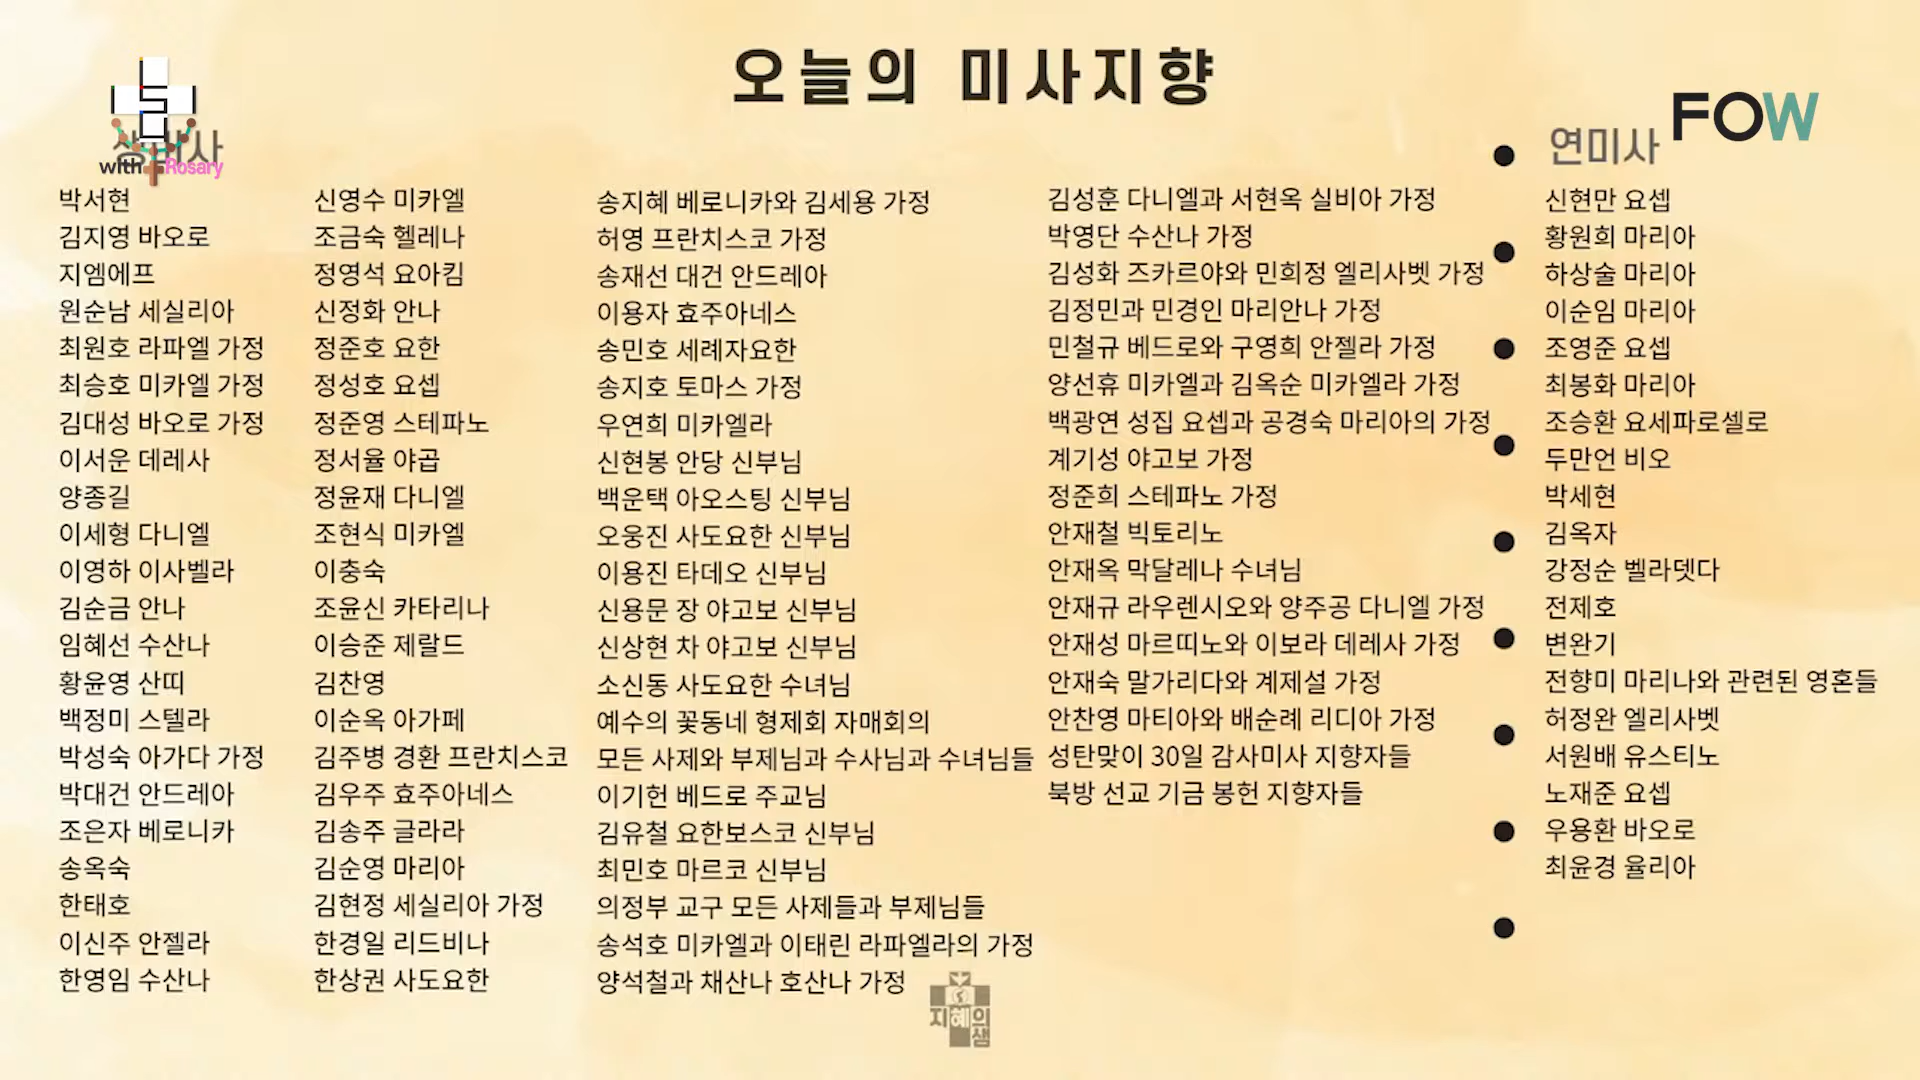 오늘의 미사지향
with Rosary
FOW
박서현
김지영 바오로
지엠에프
원순남 세실리아
최원호 라파엘 가정
최승호 미카엘 가정
김대성 바오로 가정
이서운 데레사
양종길
이세형 다니엘
이영하 이사벨라
김순금 안나
임혜선 수산나
황윤영 산띠
백정미 스텔라
박성숙 아가다 가정
박대건 안드레아
조은자 베로니카
송옥숙
한태호
이신주 안젤라
한영임 수산나
신영수 미카엘
조금숙 헬레나
정영석 요아킴
신정화 안나
정준호 요한
정성호 요셉
정준영 스테파노
정서율 야곱
정윤재 다니엘
조현식 미카엘
이충숙
조윤신 카타리나
이승준 제랄드
김찬영
이순옥 아가페
김주병 경환 프란치스코
김우주 효주아네스
김송주 글라라
김순영 마리아
김현정 세실리아 가정
한경일 리드비나
한상권 사도요한
송지혜 베로니카와 김세용 가정
허영 프란치스코 가정
송재선 대건 안드레아
이용자 효주아네스
송민호 세례자요한
송지호 토마스 가정
우연희 미카엘라
신현봉 안당 신부님
백운택 아오스팅 신부님
오웅진 사도요한 신부님
이용진 타데오 신부님
신용문 장 야고보 신부님
신상현 차 야고보 신부님
소신동 사도요한 수녀님
예수의 꽃동네 형제회 자매회의
모든 사제와 부제님과 수사님과 수녀님들
이기헌 베드로 주교님
김유철 요한보스코 신부님
최민호 마르코 신부님
의정부 교구 모든 사제들과 부제님들
송석호 미카엘과 이태린 라파엘라의 가정
양석철과 채산나 호산나 가정
김성훈 다니엘과 서현옥 실비아 가정
박영단 수산나 가정
김성화 즈카르야와 민희정 엘리사벳 가정
김정민과 민경인 마리안나 가정
민철규 베드로와 구영희 안젤라 가정
양선휴 미카엘과 김옥순 미카엘라 가정
백광연 성집 요셉과 공경숙 마리아의 가정
계기성 야고보 가정
정준희 스테파노 가정
안재철 빅토리노
안재옥 막달레나 수녀님
안재규 라우렌시오와 양주공 다니엘 가정
안재성 마르띠노와 이보라 데레사 가정
안재숙 말가리다와 계제설 가정
안찬영 마티아와 배순례 리디아 가정
성탄맞이 30일 감사미사 지향자들
북방 선교 기금 봉헌 지향자들
연미사
신현만 요셉
황원희 마리아
하상술 마리아
이순임 마리아
조영준 요셉
최봉화 마리아
조승환 요세파로셀로
두만언 비오
박세현
김옥자
강정순 벨라뎃다
전제호
변완기
전향미 마리나와 관련된 영혼들
허정완 엘리사벳
서원배 유스티노
노재준 요셉
우용환 바오로
최윤경 율리아
지혜의
샘